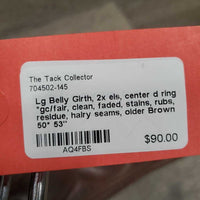 The Tack Collector
704502-145
Lg Belly Girth, 2x els, center d ring
*gc/fair, clean, faded, stains, rubs,
residue, hairy seams, older Brown
50* 53"
$90.00
AQ4FBS